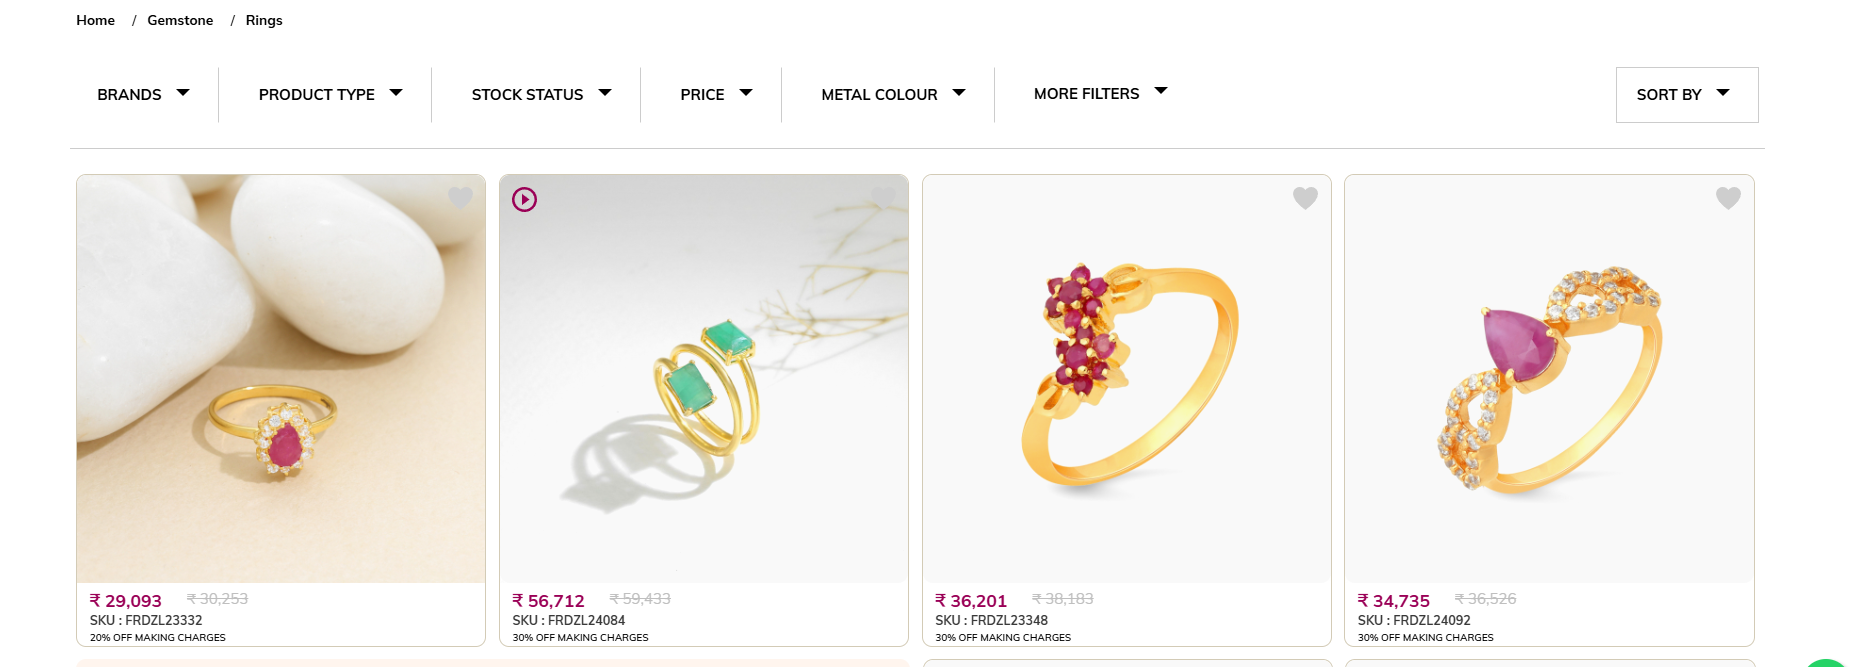 Home / Gemstone / Rings
BRANDS
PRODUCT TYPE
STOCK STATUS
PRICE
METAL COLOUR
MORE FILTERS
SORT BY
₹ 29,093 ₹ 30,253
SKU : FRDZL23332
20% OFF MAKING CHARGES
₹ 56,712 ₹ 59,433
SKU : FRDZL24084
30% OFF MAKING CHARGES
₹ 36,201 ₹ 38,183
SKU : FRDZL23348
30% OFF MAKING CHARGES
₹ 34,735 ₹ 36,526
SKU : FRDZL24092
30% OFF MAKING CHARGES